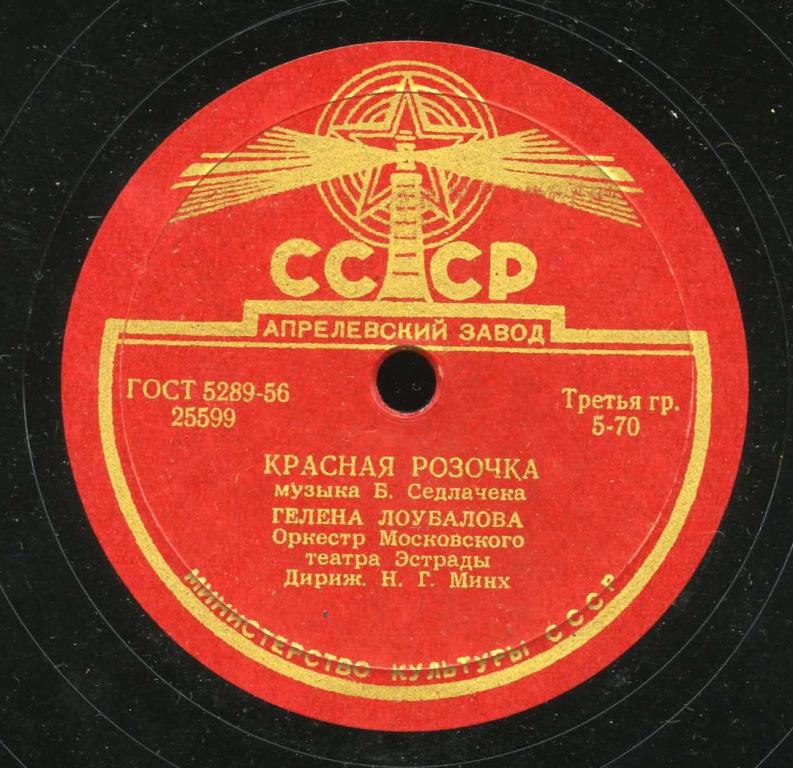 СССР
АПРЕЛЕВСКИЙ ЗАВОД
ГОСТ 5289-56
25599
Третья гр.
5-70
КРАСНАЯ РОЗОЧКА
музыка Б. Седлачека
ГЕЛЕНА ЛОУБАЛОВА
Оркестр Московского
театра Эстрады
Дириж. Н. Г. Минх
МИНИСТЕРСТВО КУЛЬТУРЫ СССР